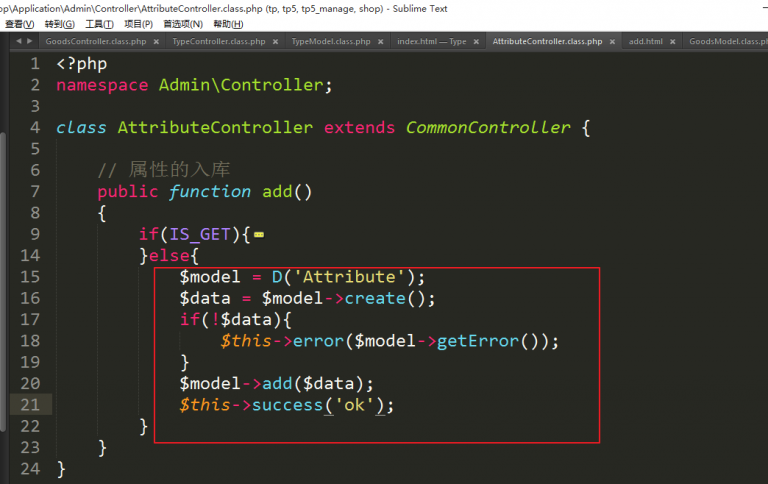 op\Application\Admin\Controller\AttributeController.class.php (tp, tp5, tp5_manage, shop) - Sublime Text
查看(V) 转到(G) 工具(T) 项目(P) 首选项(N) 帮助(H)
GoodsController.class.php × TypeController.class.php × TypeModel.class.php × index.html — Type × AttributeController.class.php × add.html × GoodsModel.class.ph
1 <?php
2 namespace Admin\Controller;
3
4 class AttributeController extends CommonController {
5
6 // 属性的入库
7 public function add()
8 {
9 if(IS_GET){
14 }else{
15 $model = D('Attribute');
16 $data = $model->create();
17 if(!$data){
18 $this->error($model->getError());
19 }
20 $model->add($data);
21 $this->success('ok');
22 }
23 }
24 }